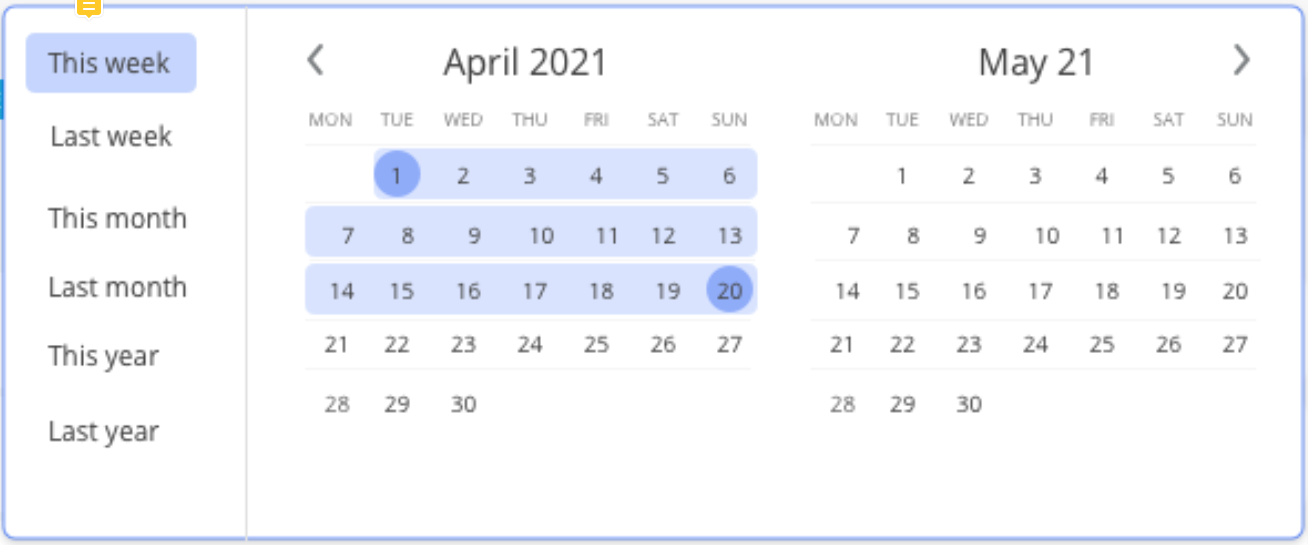 This week
Last week
This month
Last month
This year
Last year
April 2021
MON TUE WED THU FRI SAT SUN
1 2 3 4 5 6
7 8 9 10 11 12 13
14 15 16 17 18 19 20
21 22 23 24 25 26 27
28 29 30
May 21
MON TUE WED THU FRI SAT SUN
1 2 3 4 5 6
7 8 9 10 11 12 13
14 15 16 17 18 19 20
21 22 23 24 25 26 27
28 29 30